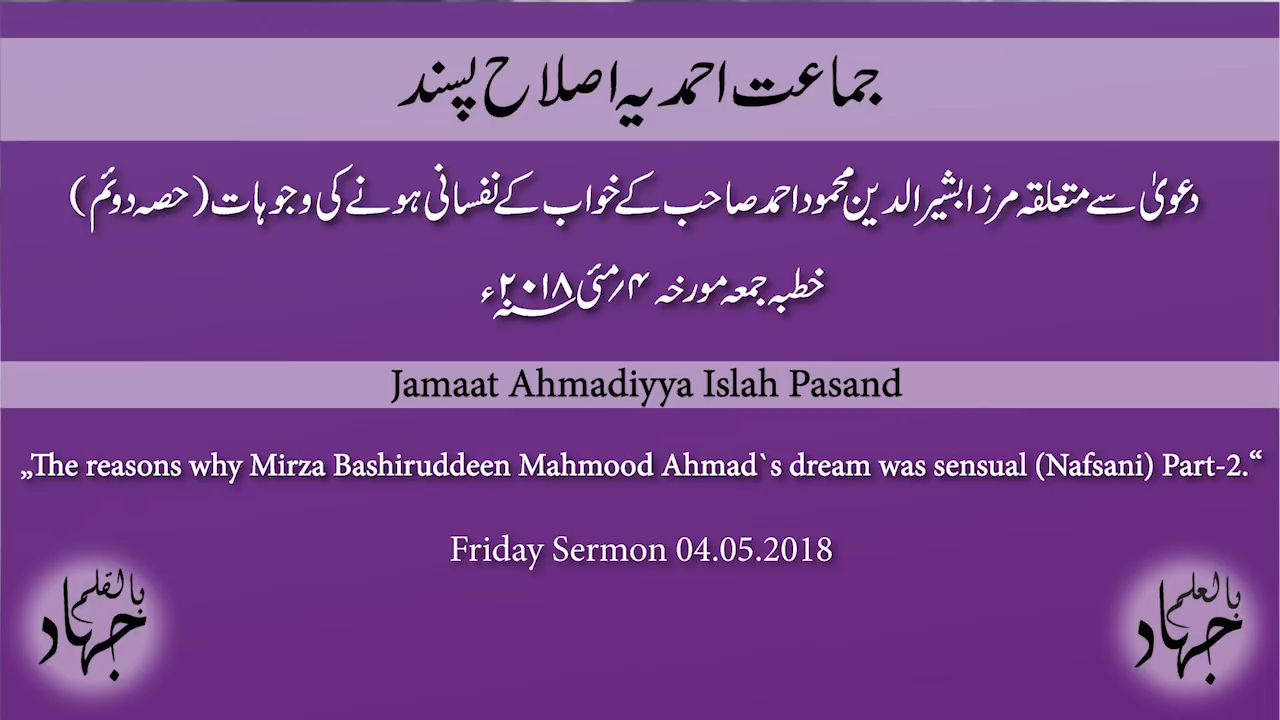 جماعت احمدیہ اصلاح پسند
دعویٰ سے متعلقہ مرزا بشیر الدین محمود احمد صاحب کے خواب کے نفسانی ہونے کی وجوہات (حصہ دوئم)
خطبہ جمعہ مورخہ ۴؍مئی ۲۰۱۸؁ء
Jamaat Ahmadiyya Islah Pasand
„The reasons why Mirza Bashiruddeen Mahmood Ahmad`s dream was sensual (Nafsani) Part-2.“
Friday Sermon 04.05.2018
جہاد بالقلم
جہاد بالعلم